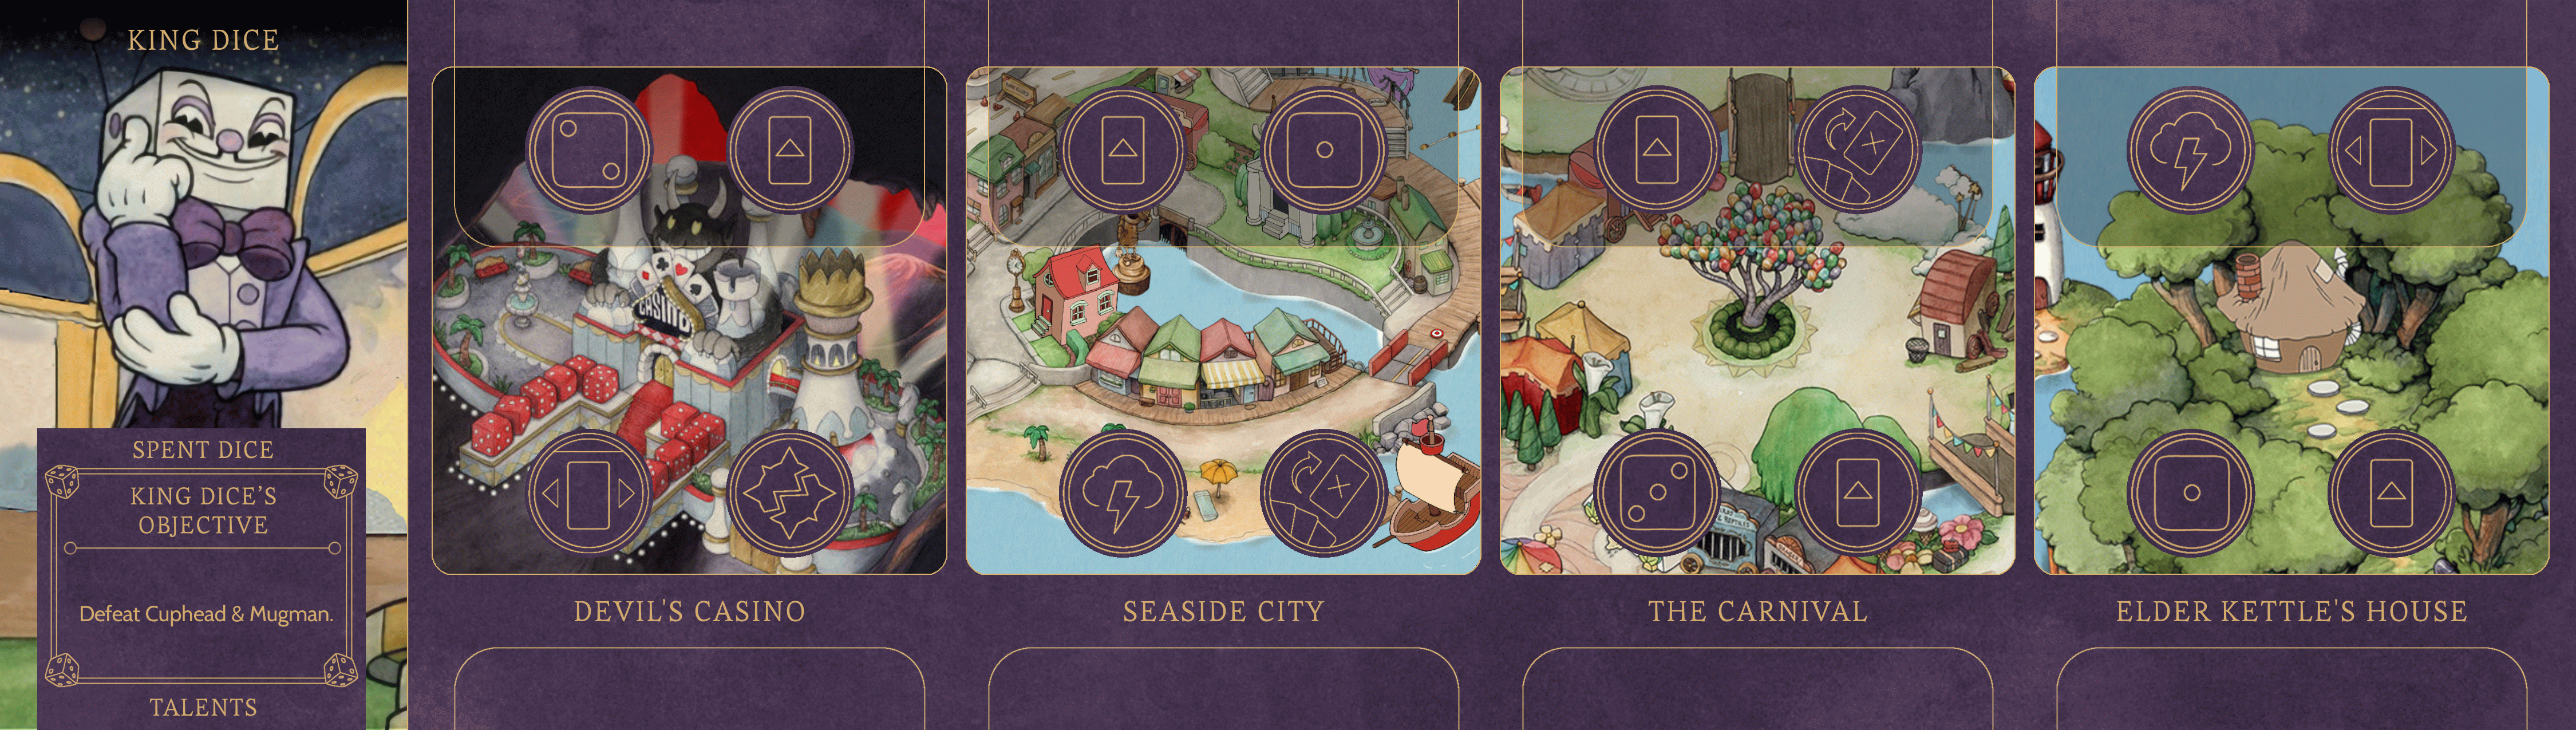 KING DICE
SPENT DICE
KING DICE'S
OBJECTIVE
Defeat Cuphead & Mugman.
TALENTS
CASINO
DEVIL'S CASINO
SEASIDE CITY
THE CARNIVAL
ELDER KETTLE'S HOUSE